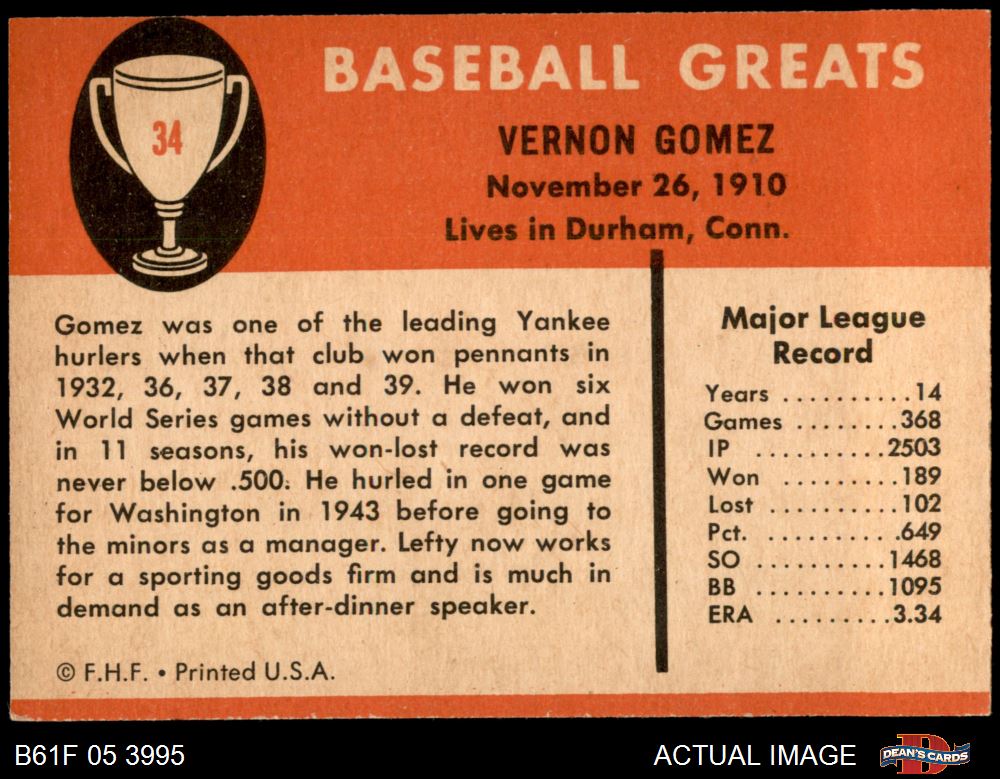 34
BASEBALL GREATS
VERNON GOMEZ
November 26, 1910
Lives in Durham, Conn.
Gomez was one of the leading Yankee
hurlers when that club won pennants in
1932, 36, 37, 38 and 39. He won six
World Series games without a defeat, and
in 11 seasons, his won-lost record was
never below .500. He hurled in one game
for Washington in 1943 before going to
the minors as a manager. Lefty now works
for a sporting goods firm and is much in
demand as an after-dinner speaker.
© F.H.F. • Printed U.S.A.
Major League
Record
Years . . . . . . . . . . 14
Games . . . . . . . . 368
IP . . . . . . . . . . 2503
Won . . . . . . . . . 189
Lost . . . . . . . . . . 102
Pct. . . . . . . . . . . .649
SO . . . . . . . . . . 1468
BB . . . . . . . . . . 1095
ERA . . . . . . . . . 3.34
B61F 05 3995
ACTUAL IMAGE
D
DEAN'S CARDS